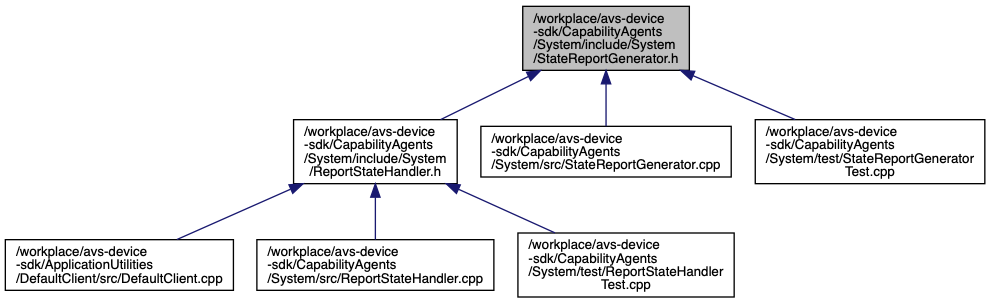 /workplace/avs-device
-sdk/CapabilityAgents
/System/include/System
/StateReportGenerator.h
/workplace/avs-device
-sdk/CapabilityAgents
/System/include/System
/ReportStateHandler.h
/workplace/avs-device
-sdk/CapabilityAgents
/System/src/StateReportGenerator.cpp
/workplace/avs-device
-sdk/CapabilityAgents
/System/test/StateReportGenerator
Test.cpp
/workplace/avs-device
-sdk/ApplicationUtilities
/DefaultClient/src/DefaultClient.cpp
/workplace/avs-device
-sdk/CapabilityAgents
/System/src/ReportStateHandler.cpp
/workplace/avs-device
-sdk/CapabilityAgents
/System/test/ReportStateHandler
Test.cpp